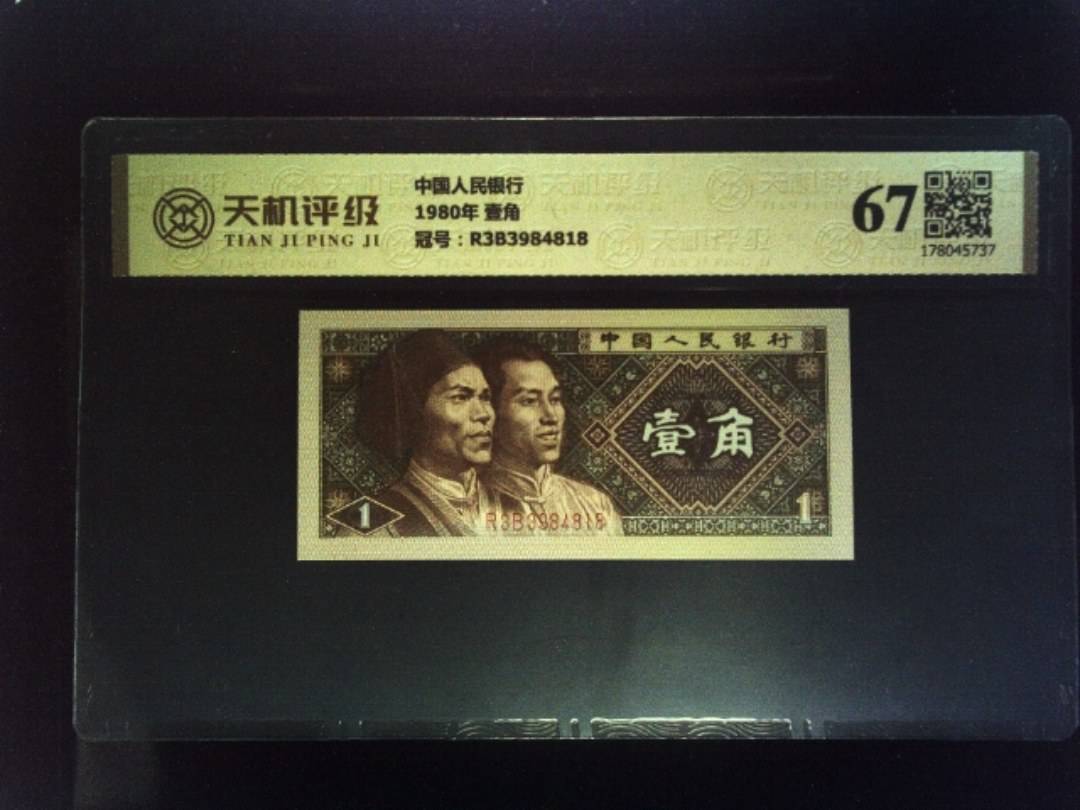 天机评级
TIAN JI PING JI
中国人民银行
1980年 壹角
冠号：R3B3984818
67
178045737
中国人民银行
壹角
1
R3B3984818
1